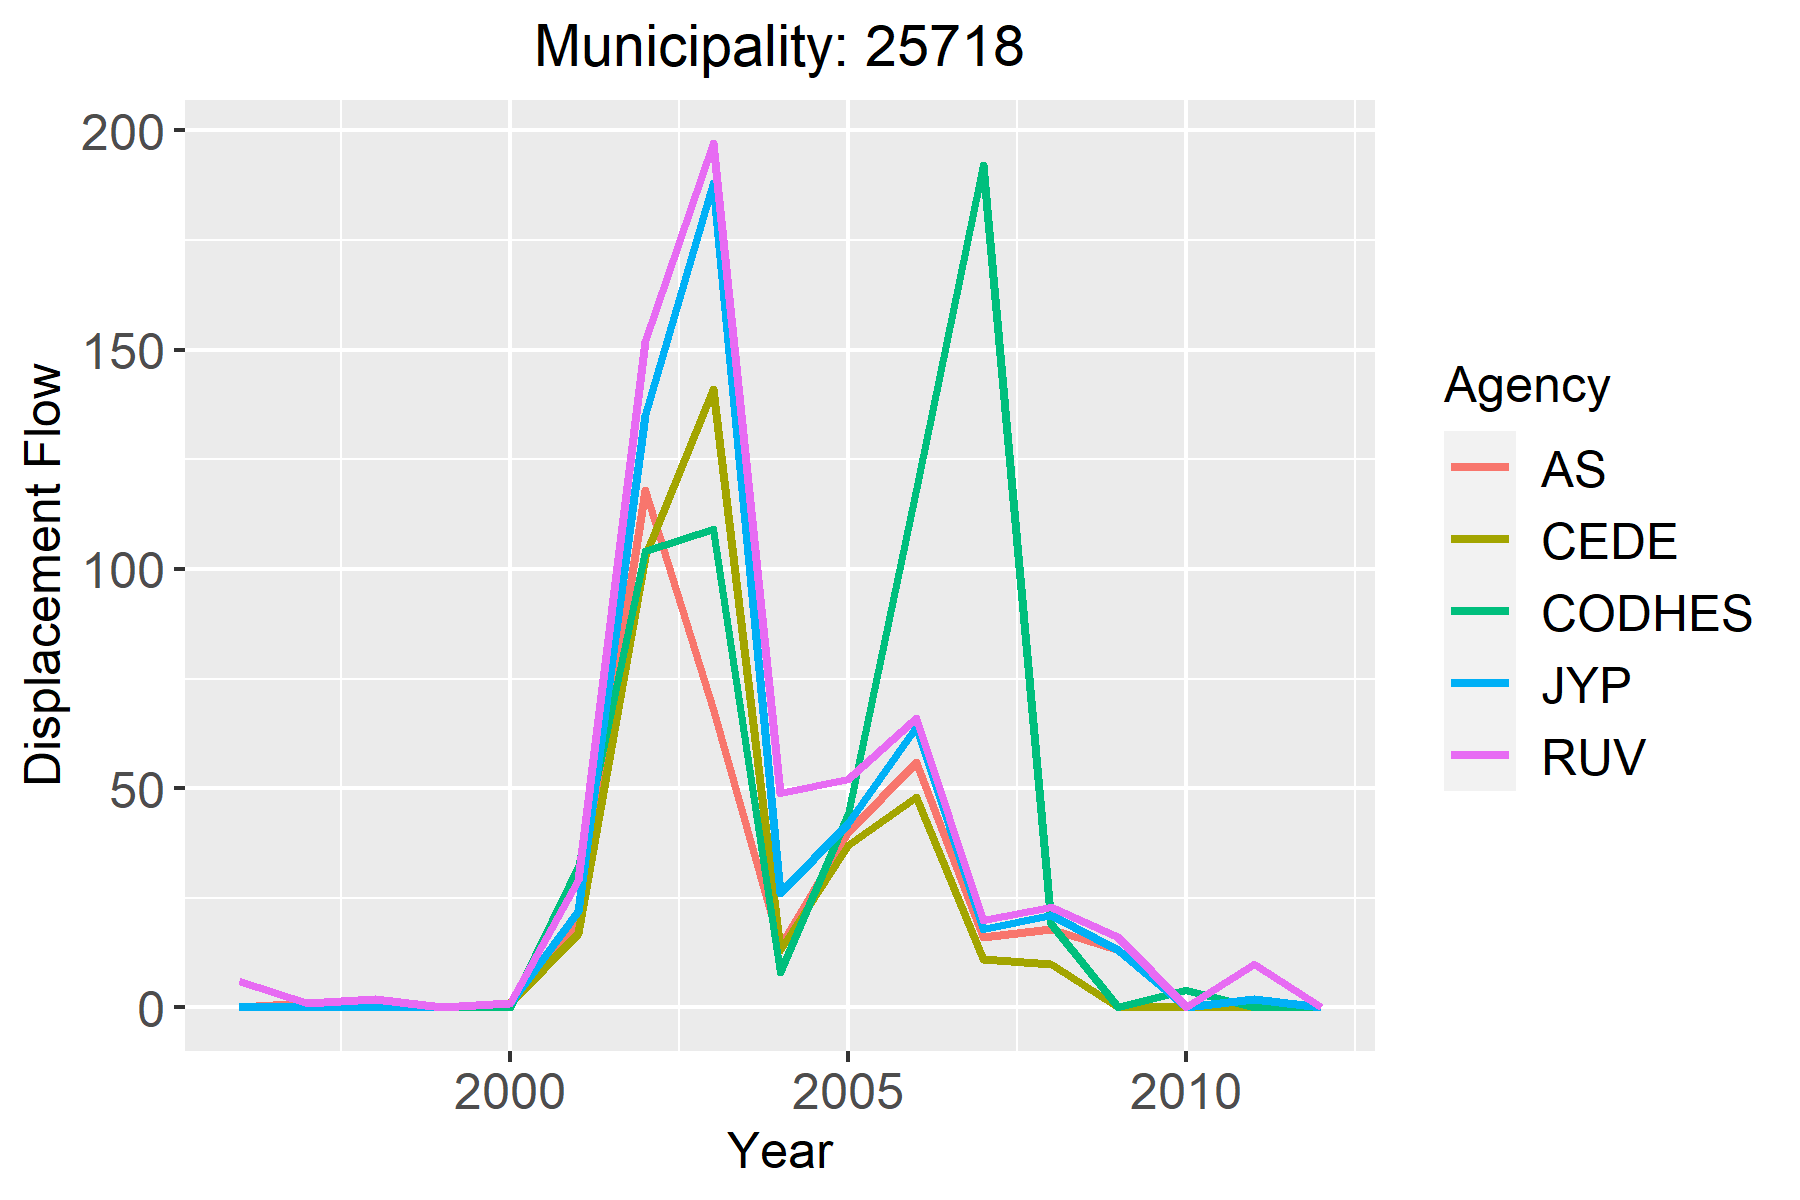 Municipality: 25718
200
150
100
50
0
Displacement Flow
2000
2005
2010
Year
Agency
AS
CEDE
CODHES
JYP
RUV